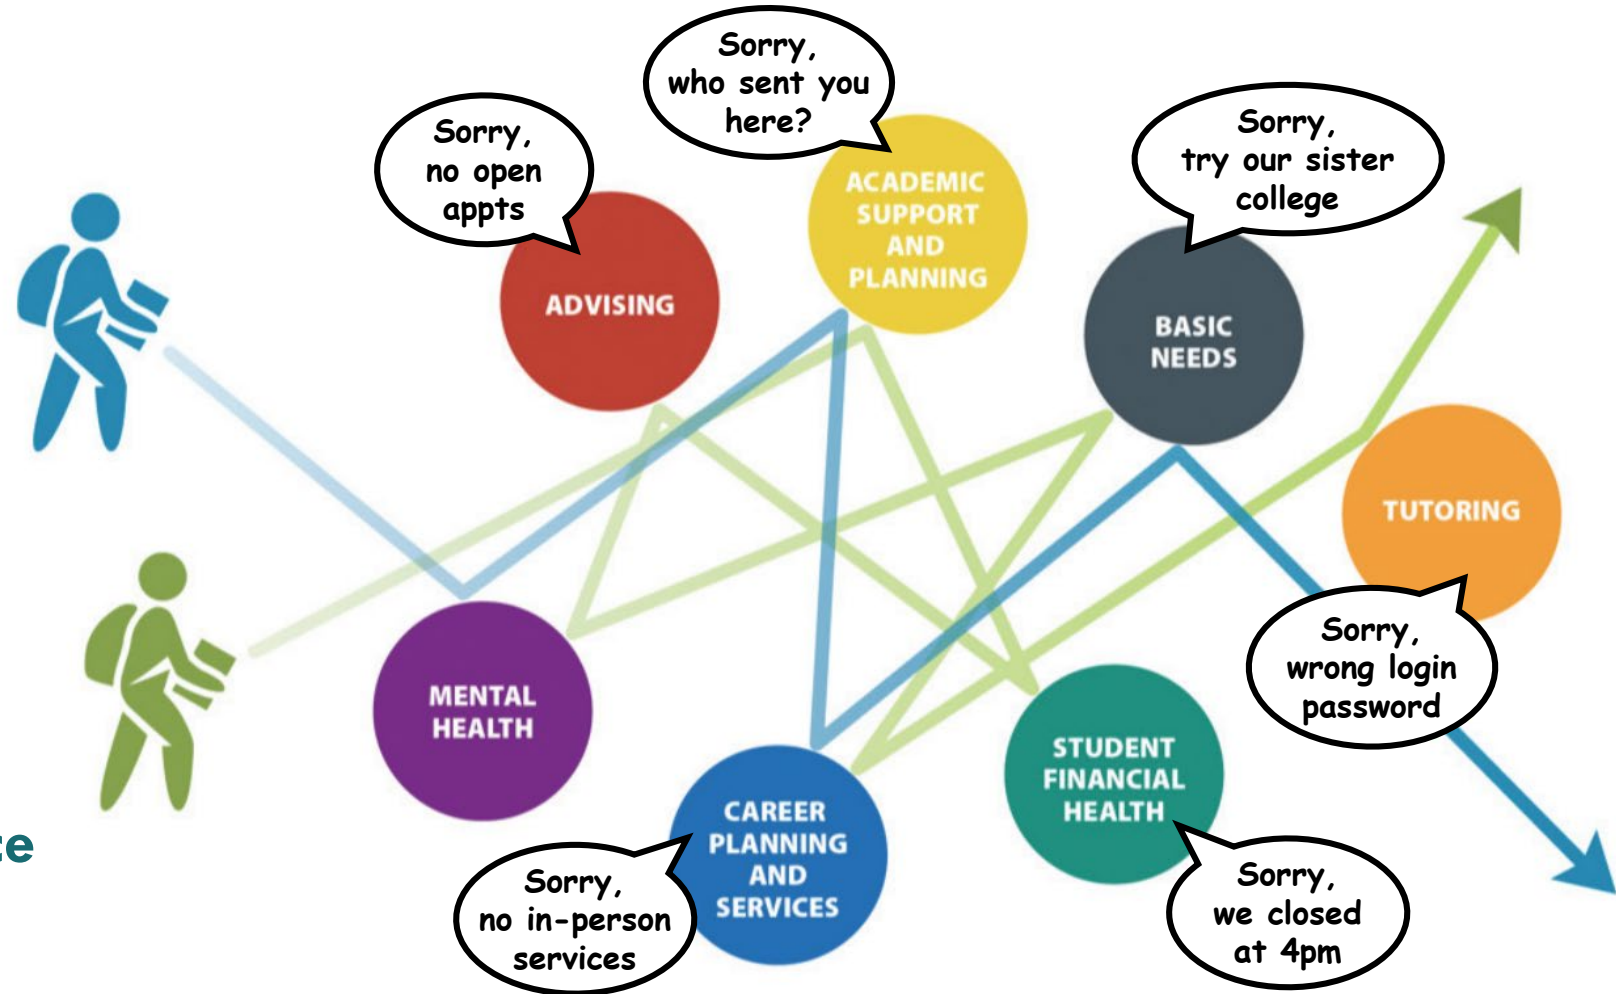 Sorry,
who sent you
here?
Sorry,
no open
appts
Sorry,
try our sister
college
ACADEMIC
SUPPORT
AND
PLANNING
ADVISING
BASIC
NEEDS
TUTORING
Sorry,
wrong login
password
MENTAL
HEALTH
STUDENT
FINANCIAL
HEALTH
CAREER
PLANNING
AND
SERVICES
Sorry,
no in-person
services
Sorry,
we closed
at 4pm